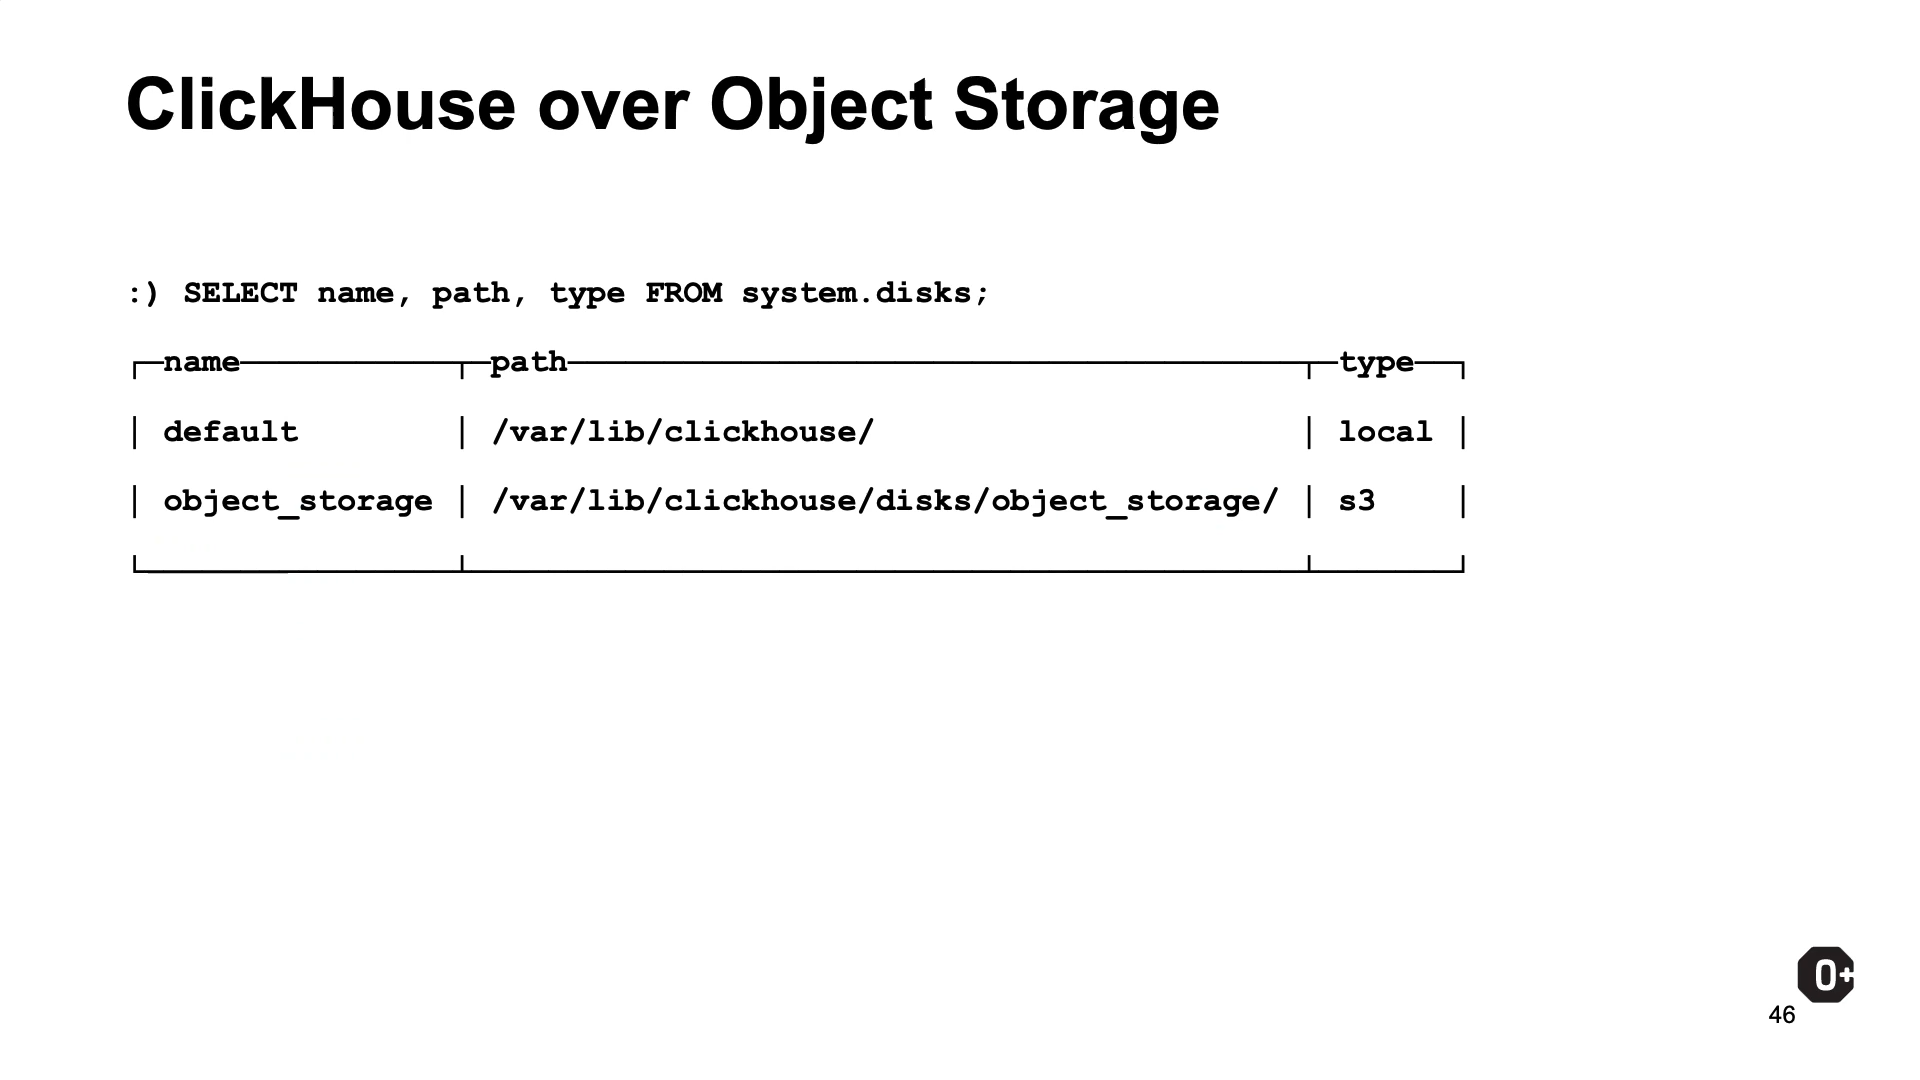 ClickHouse over Object Storage
:) SELECT name, path, type FROM system.disks;
┌─name───────────┬─path──────────────────────────────────────┬─type──┐
│ default        │ /var/lib/clickhouse/                      │ local │
│ object_storage │ /var/lib/clickhouse/disks/object_storage/ │ s3    │
└────────────────┴───────────────────────────────────────────┴───────┘
0+
46